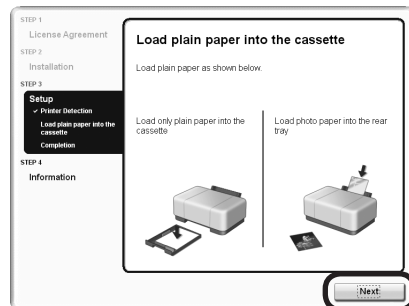 STEP 1
License Agreement
STEP 2
Installation
STEP 3
Setup
✓ Printer Detection
Load plain paper into the
cassette
Completion
STEP 4
Information
Load plain paper into the cassette
Load plain paper as shown below.
Load only plain paper into the
cassette
Load photo paper into the rear
tray
Next